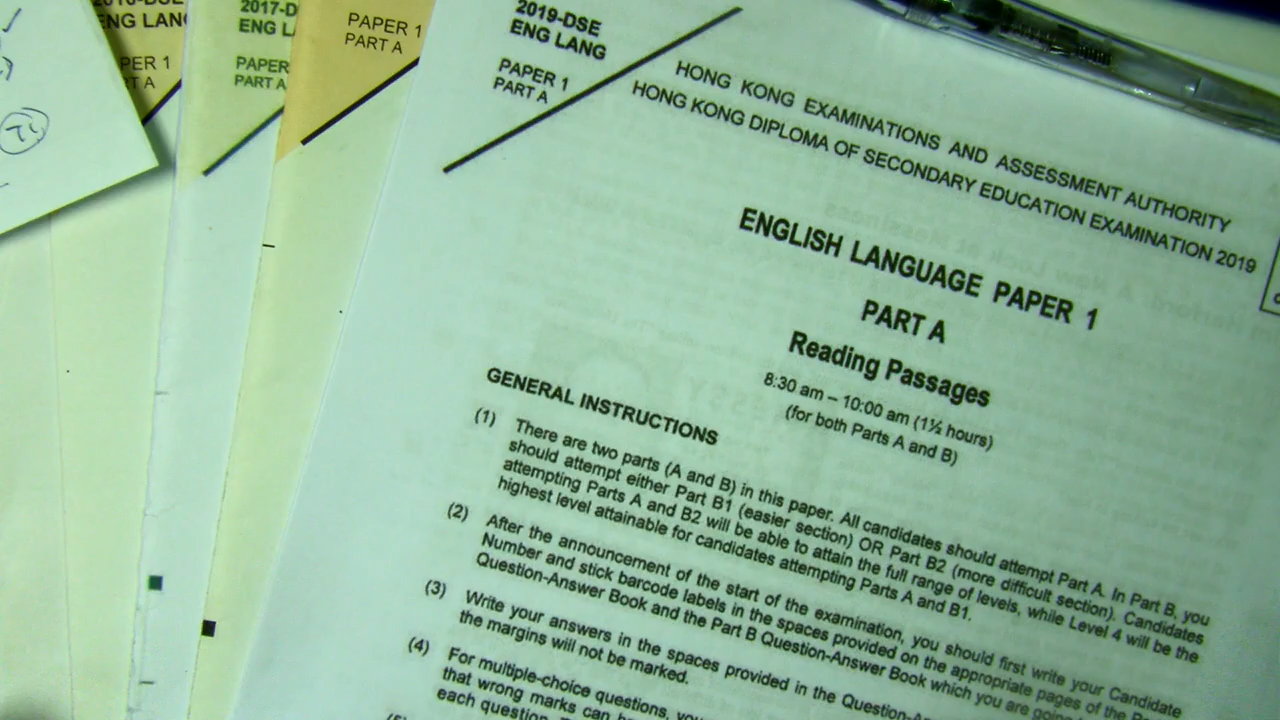 ENG LANG
PER 1
T A
2017-D
ENG LANG
PAPER
PART A
PAPER 1
PART A
2019-DSE
ENG LANG
PAPER 1
PART A
HONG KONG EXAMINATIONS AND ASSESSMENT AUTHORITY
HONG KONG DIPLOMA OF SECONDARY EDUCATION EXAMINATION 2019
ENGLISH LANGUAGE PAPER 1
PART A
Reading Passages
8:30 am – 10:00 am (1½ hours)
(for both Parts A and B)
GENERAL INSTRUCTIONS
(1) There are two parts (A and B) in this paper. All candidates should attempt Part A. In Part B, you
should attempt either Part B1 (easier section) OR Part B2 (more difficult section). Candidates
attempting Parts A and B2 will be able to attain the full range of levels, while Level 4 will be the
highest level attainable for candidates attempting Parts A and B1.
(2) After the announcement of the start of the examination, you should first write your Candidate
Number and stick barcode labels in the spaces provided on the appropriate pages of the Pa
Question-Answer Book and the Part B Question-Answer Book which you are going
(3) Write your answers in the spaces provided in the Question-A
the margins will not be marked.
(4) For multiple-choice questions, you
that wrong marks can b
each question.